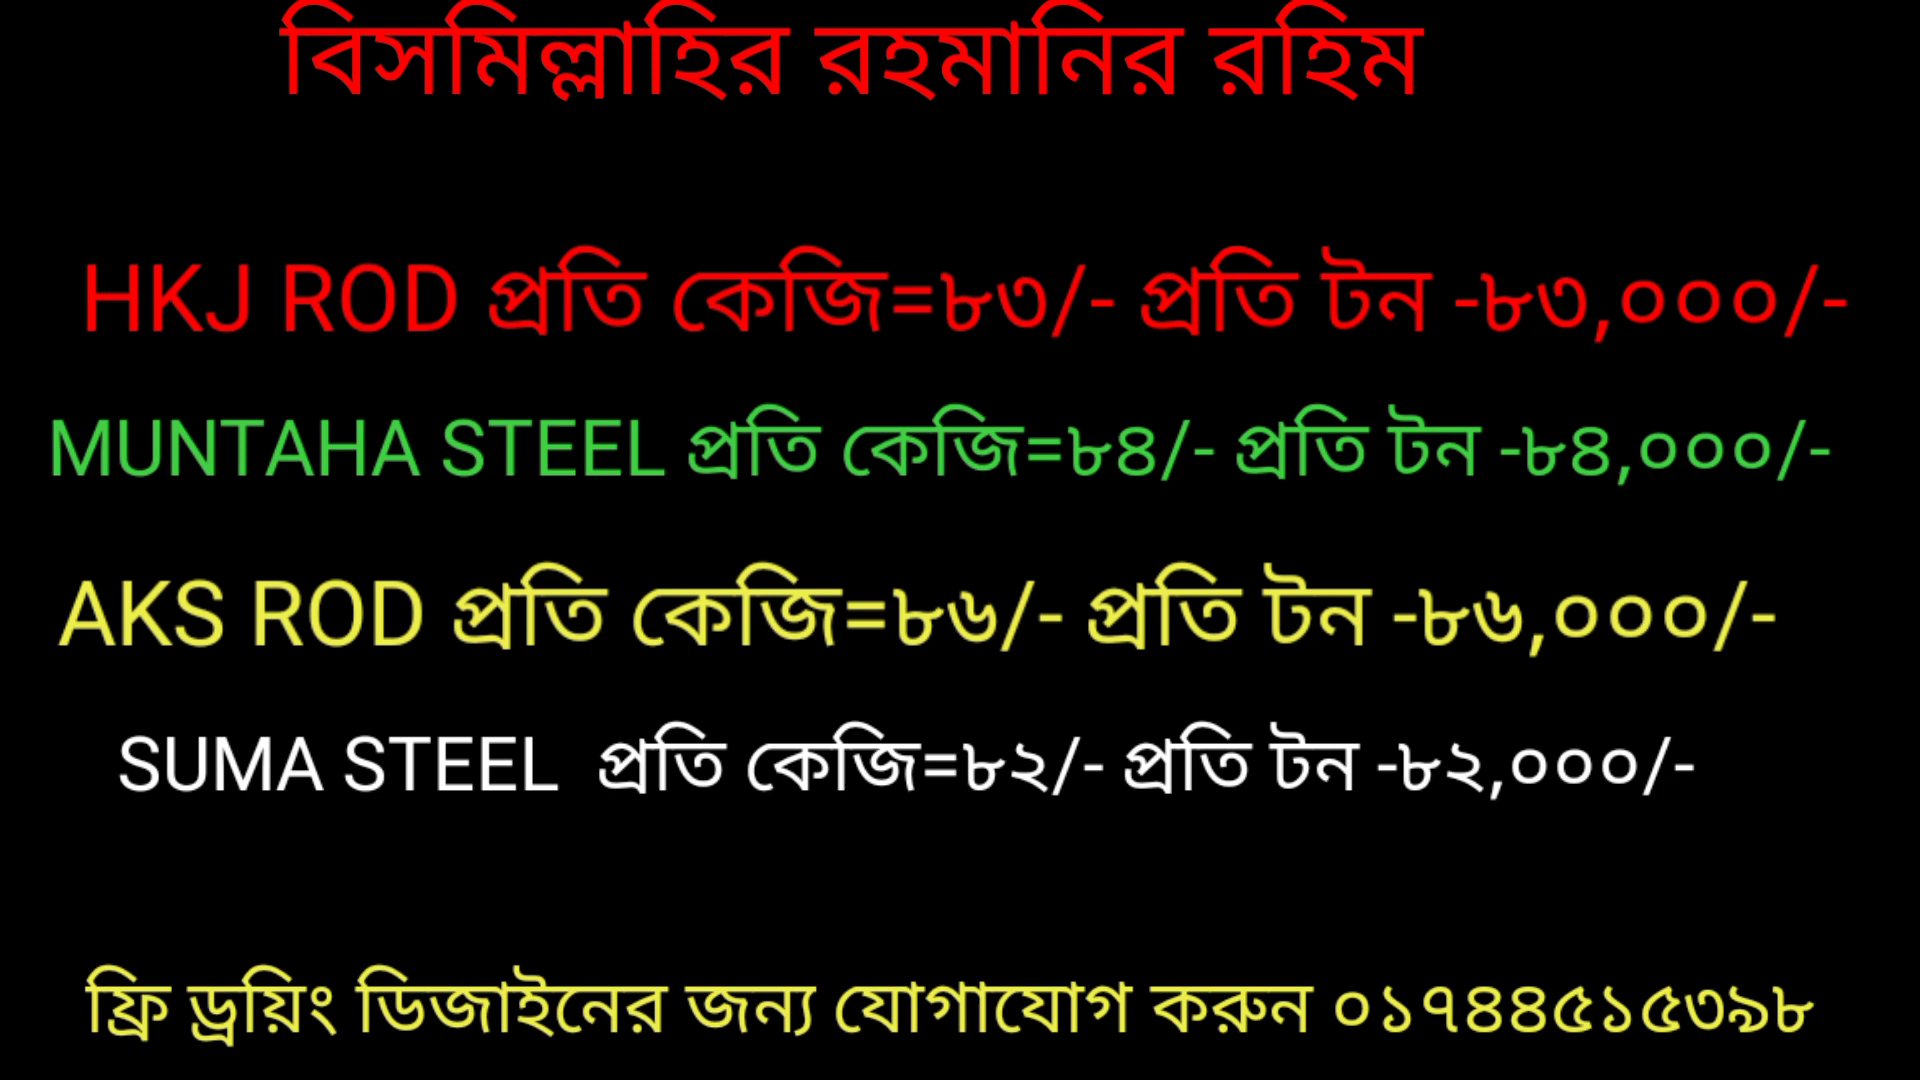 বিসমিল্লাহির রহমানির রহিম
HKJ ROD প্রতি কেজি=৮৩/- প্রতি টন -৮৩,০০০/-
MUNTAHA STEEL প্রতি কেজি=৮৪/- প্রতি টন -৮৪,০০০/-
AKS ROD প্রতি কেজি=৮৬/- প্রতি টন -৮৬,০০০/-
SUMA STEEL  প্রতি কেজি=৮২/- প্রতি টন -৮২,০০০/-
ফ্রি ড্রয়িং ডিজাইনের জন্য যোগাযোগ করুন ০১৭৪৪৫১৫৩৯৮